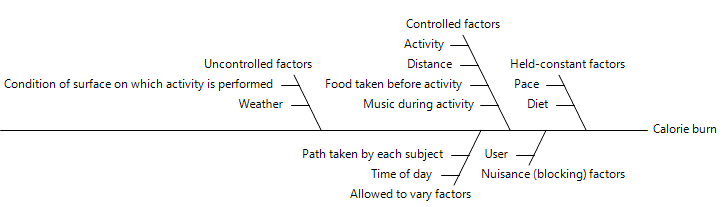 Controlled factors
Activity
Distance
Food taken before activity
Music during activity
Uncontrolled factors
Condition of surface on which activity is performed
Weather
Held-constant factors
Pace
Diet
Calorie burn
Path taken by each subject
Time of day
Allowed to vary factors
User
Nuisance (blocking) factors